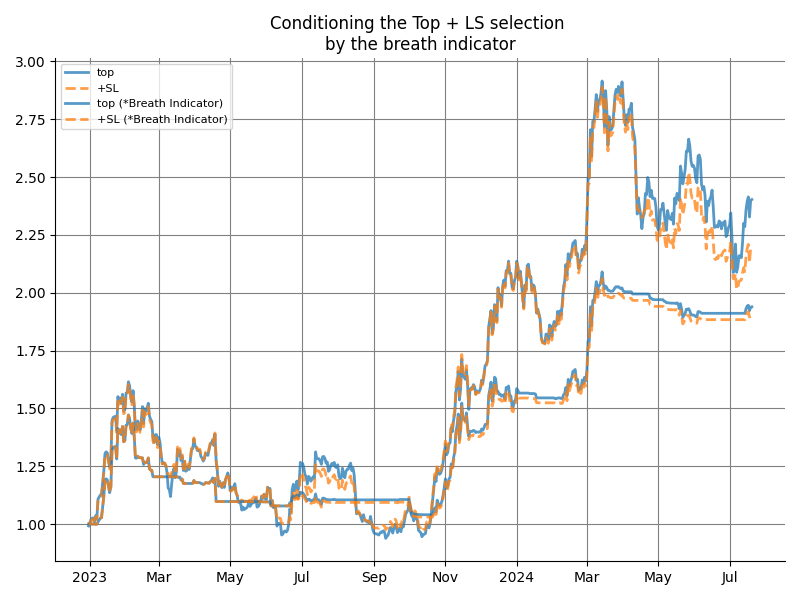 Conditioning the Top + LS selection
by the breath indicator
top
+SL
top (*Breath Indicator)
+SL (*Breath Indicator)
3.00
2.75
2.50
2.25
2.00
1.75
1.50
1.25
1.00
2023 Mar May Jul Sep Nov 2024 Mar May Jul